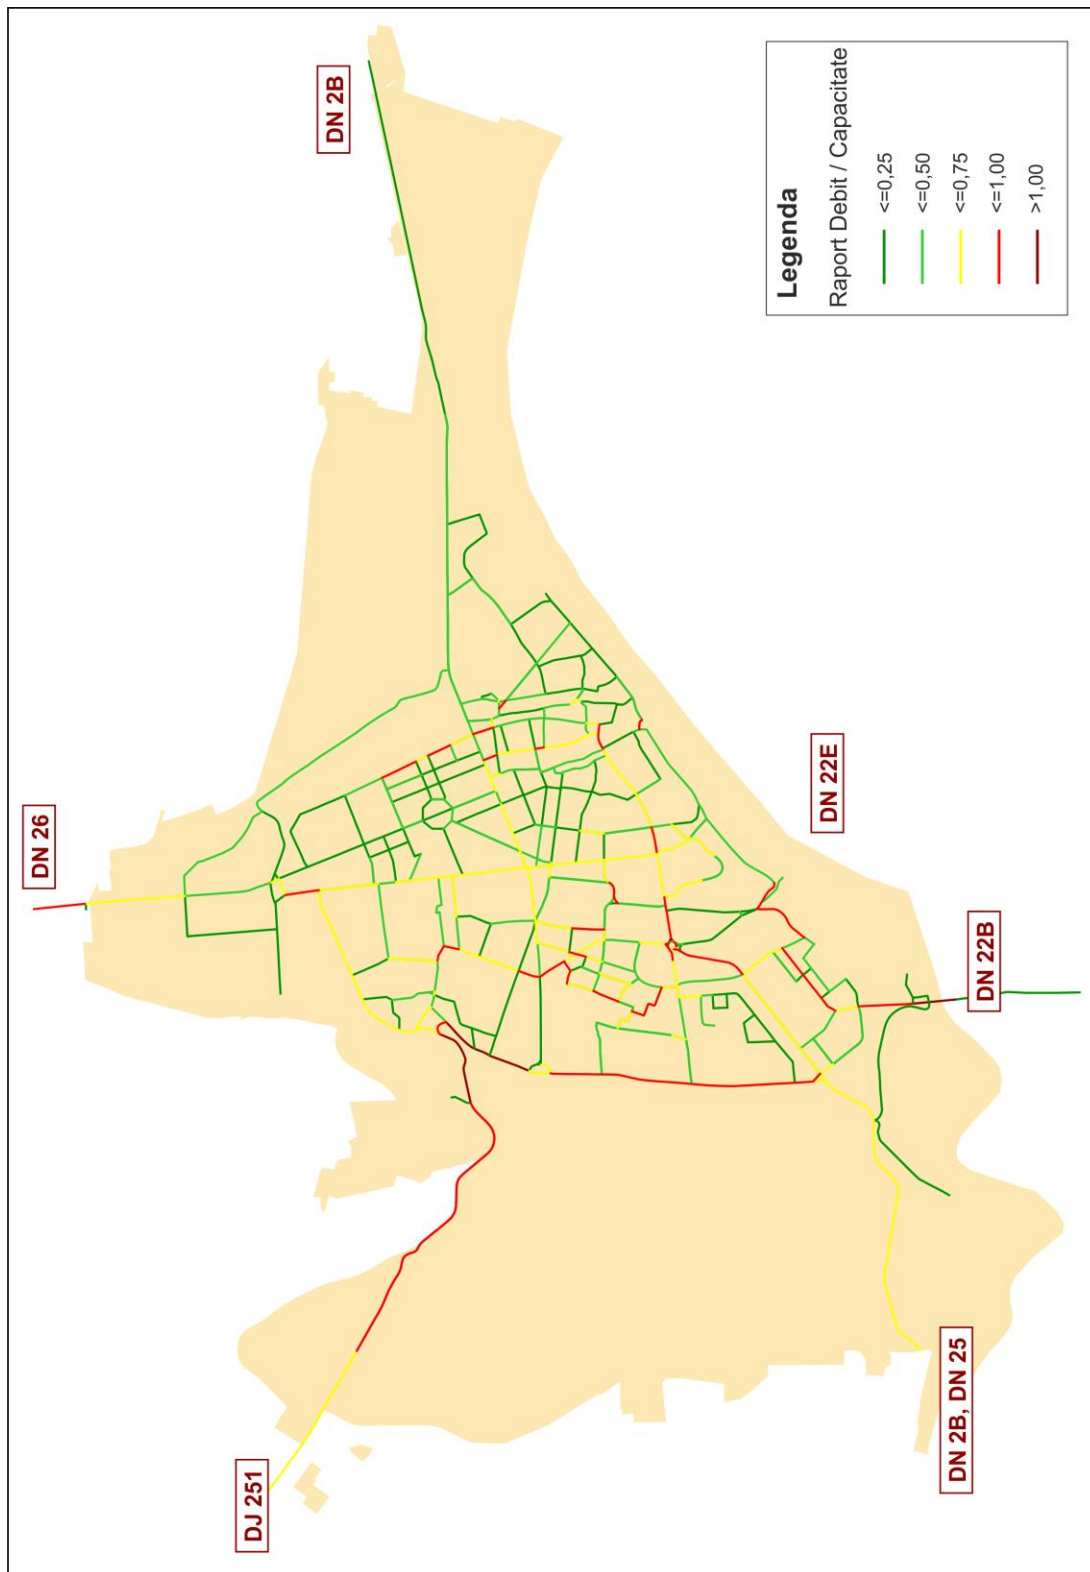 DN 26
DN 2B
DJ 251
DN 22E
DN 22B
DN 2B, DN 25
Legenda
Raport Debit / Capacitate
<=0,25
<=0,50
<=0,75
<=1,00
>1,00